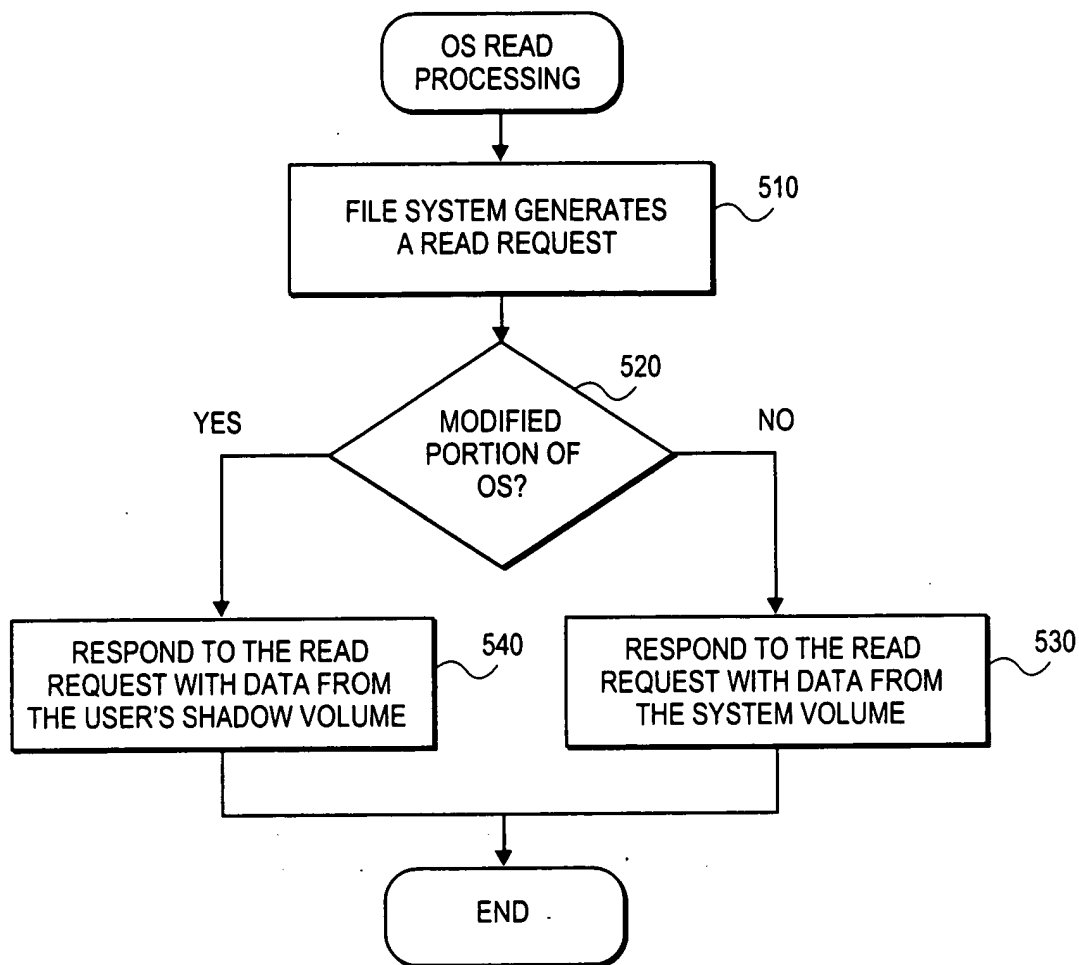 OS READ
PROCESSING
FILE SYSTEM GENERATES
A READ REQUEST
510
MODIFIED
PORTION OF
OS?
520
YES
NO
RESPOND TO THE READ
REQUEST WITH DATA FROM
THE USER'S SHADOW VOLUME
540
RESPOND TO THE READ
REQUEST WITH DATA FROM
THE SYSTEM VOLUME
530
END